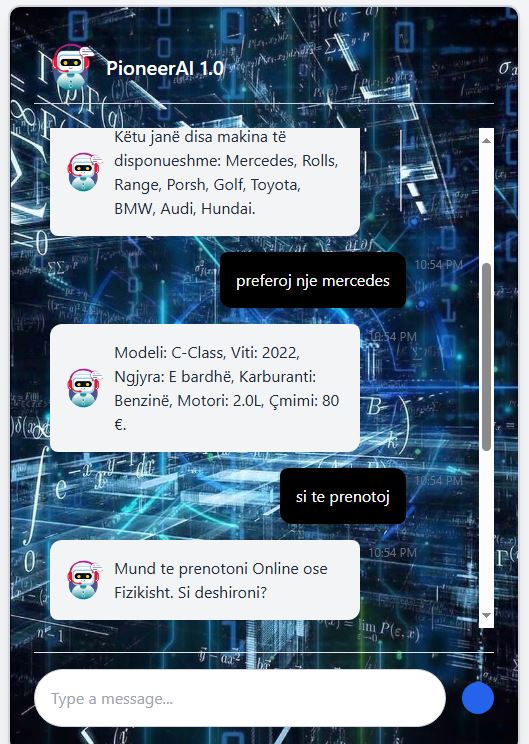 PioneerAI 1.0
Këtu janë disa makina të
disponueshme: Mercedes, Rolls,
Range, Porsh, Golf, Toyota,
BMW, Audi, Hundai.
10:54 PM
preferoj nje mercedes
10:54 PM
Modeli: C-Class, Viti: 2022,
Ngjyra: E bardhë, Karburanti:
Benzinë, Motori: 2.0L, Çmimi: 80
€.
10:54 PM
si te prenotoj
10:53 PM
Mund te prenotoni Online ose
Fizikisht. Si deshironi?
Type a message...